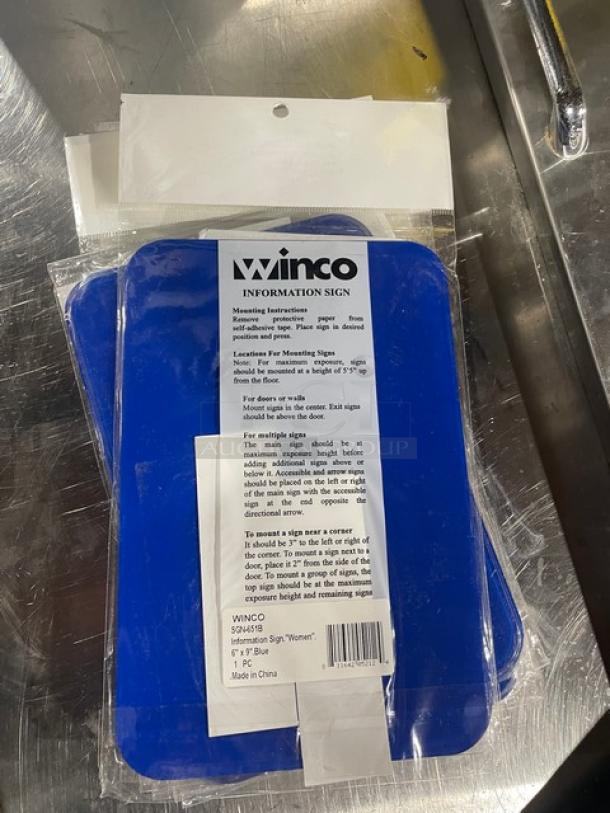 Winco
INFORMATION SIGN
Mounting Instructions
Remove protective paper from
self-adhesive tape. Place sign in desired
position and press.
Locations For Mounting Signs
Note: For maximum exposure, signs
should be mounted at a height of 5'5" up
from the floor.
For doors or walls
Mount signs in the center. Exit signs
should be above the door.
For multiple signs
The main sign should be at
maximum exposure height before
adding additional signs above or
below it. Accessible and arrow signs
should be placed on the left or right
of the main sign with the accessible
sign at the end opposite the
directional arrow.
To mount a sign near a corner
It should be 3" to the left or right of
the corner. To mount a sign next to a
door, place it 2" from the side of the
door. To mount a group of signs, the
top sign should be at the maximum
exposure height and remaining signs
WINCO
SGN-651B
Information Sign,"Women".
6" x 9".Blue
1 PC
.Made in China